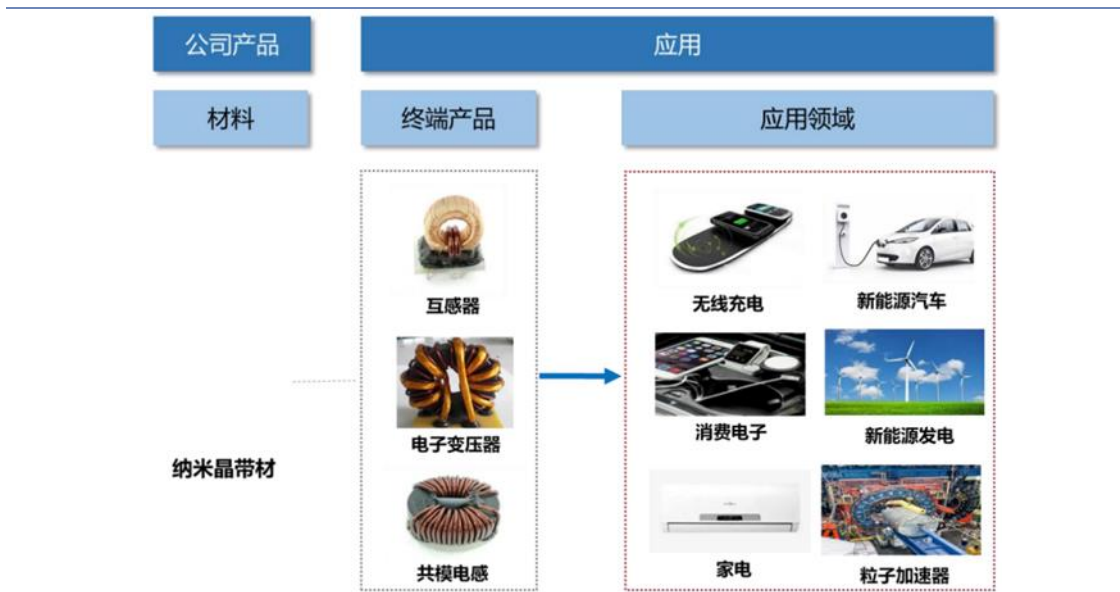 公司产品
应用
材料
终端产品
应用领域
互感器
无线充电
新能源汽车
电子变压器
消费电子
新能源发电
纳米晶带材
共模电感
家电
粒子加速器